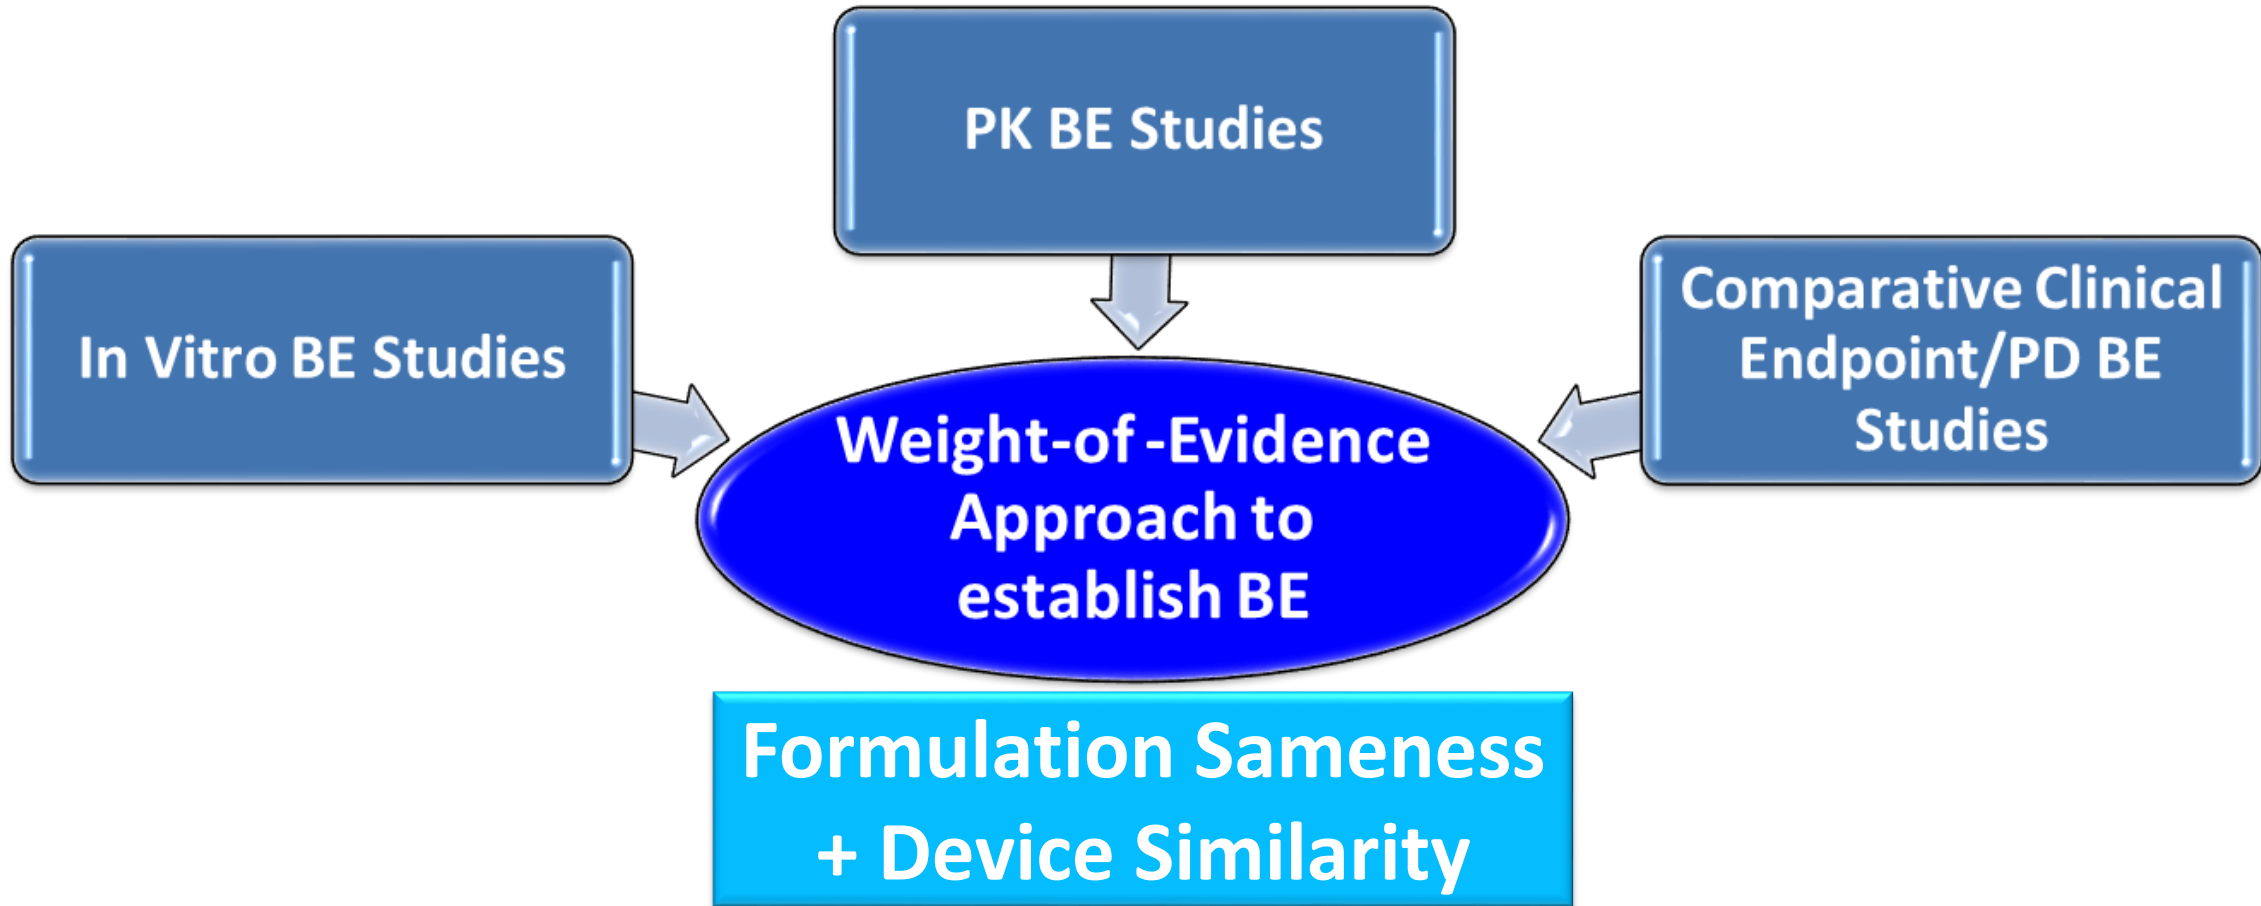 PK BE Studies
In Vitro BE Studies
Comparative Clinical
Endpoint/PD BE
Studies
Weight-of -Evidence
Approach to
establish BE
Formulation Sameness
+ Device Similarity